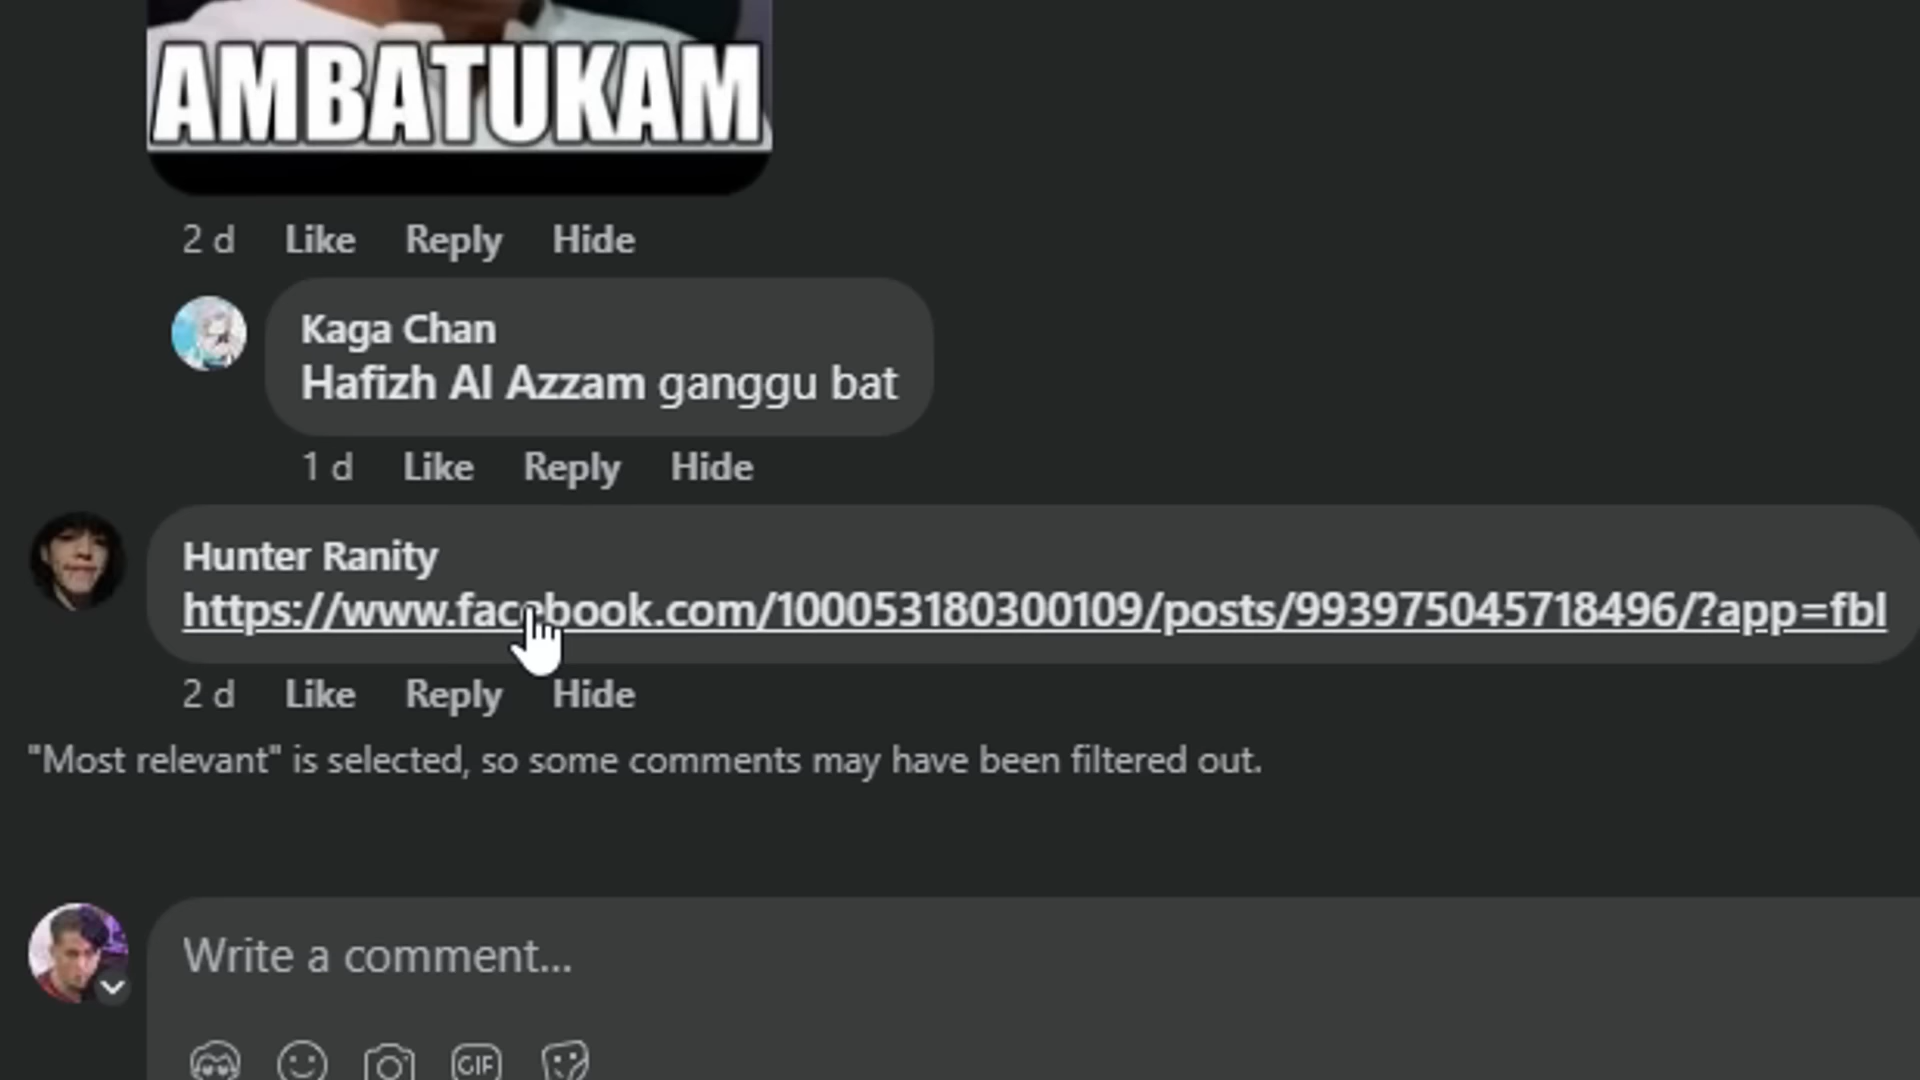 AMBATUKAM
2 d Like Reply Hide
Kaga Chan
Hafizh Al Azzam ganggu bat
1 d Like Reply Hide
Hunter Ranity
https://www.facebook.com/100053180300109/posts/993975045718496/?app=fbl
2 d Like Reply Hide
"Most relevant" is selected, so some comments may have been filtered out.
Write a comment...
GIF